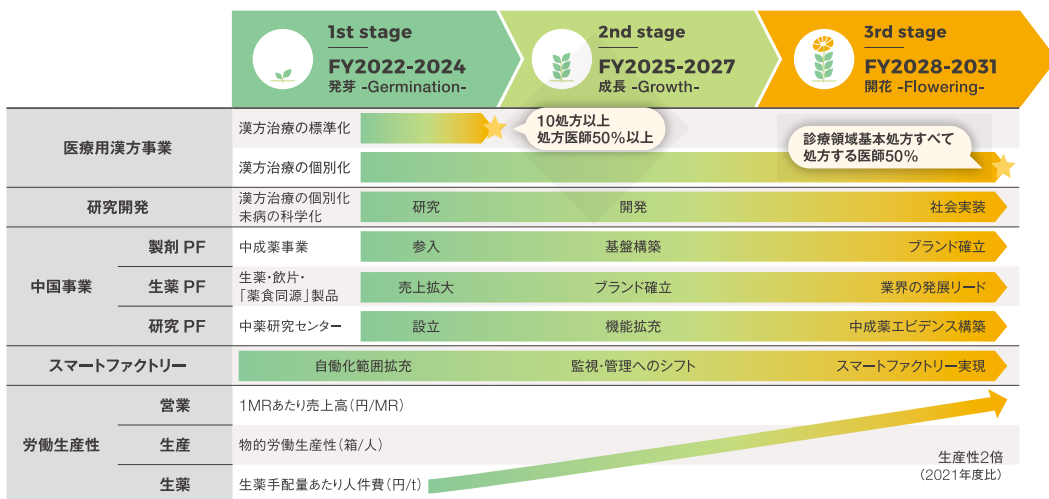 1st stage
FY2022-2024
発芽 -Germination-
2nd stage
FY2025-2027
成長 -Growth-
3rd stage
FY2028-2031
開花 -Flowering-
医療用漢方事業
漢方治療の標準化
10処方以上
処方医師50%以上
漢方治療の個別化
診療領域基本処方すべて
処方する医師50%
研究開発
漢方治療の個別化
未病の科学化
研究
開発
社会実装
中国事業
製剤 PF
中成薬事業
参入
基盤構築
ブランド確立
生薬 PF
生薬・飲片・
「薬食同源」製品
売上拡大
ブランド確立
業界の発展リード
研究 PF
中薬研究センター
設立
機能拡充
中成薬エビデンス構築
スマートファクトリー
自働化範囲拡充
監視・管理へのシフト
スマートファクトリー実現
労働生産性
営業
1MRあたり売上高(円/MR)
生産
物的労働生産性(箱/人)
生薬
生薬手配量あたり人件費(円/t)
生産性2倍
(2021年度比)